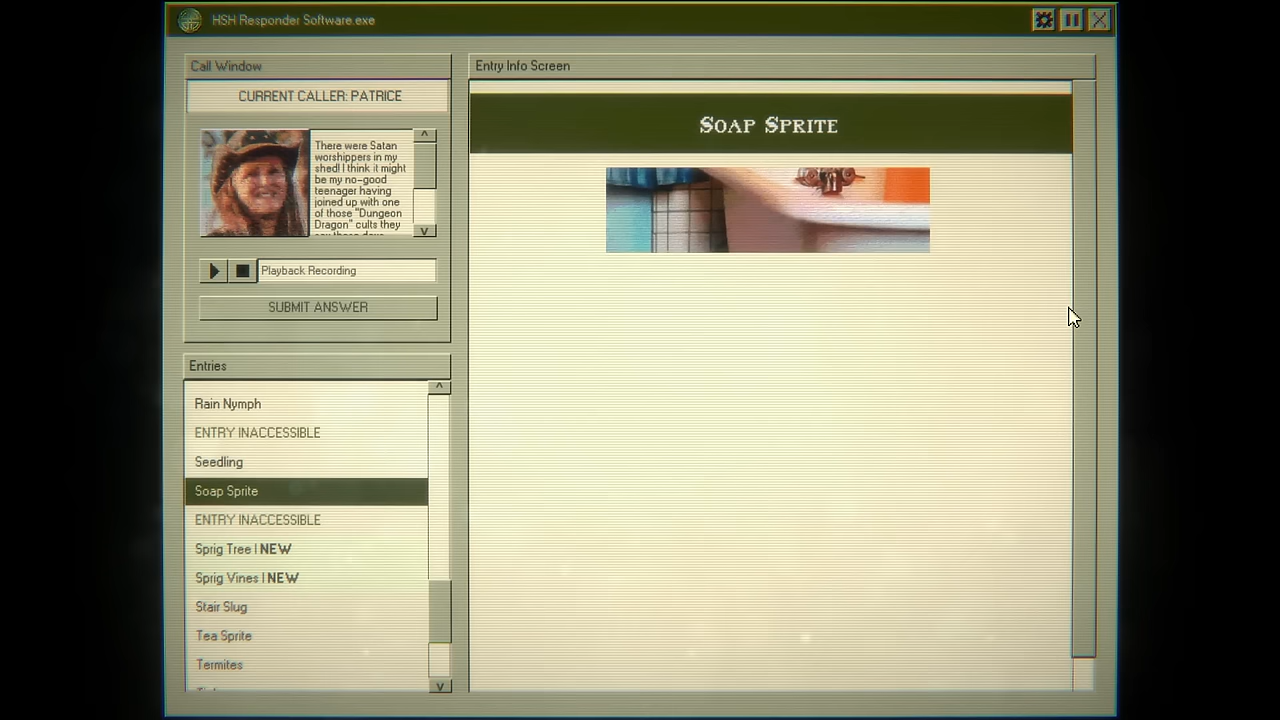 HSH Responder Software.exe
Call Window
CURRENT CALLER: PATRICE
There were Satan
worshippers in my
shed! I think it might
be my no-good
teenager having
joined up with one
of those "Dungeon
Dragon" cults they
Playback Recording
SUBMIT ANSWER
Entries
Rain Nymph
ENTRY INACCESSIBLE
Seedling
Soap Sprite
ENTRY INACCESSIBLE
Sprig Tree | NEW
Sprig Vines | NEW
Stair Slug
Tea Sprite
Termites
Entry Info Screen
Soap Sprite